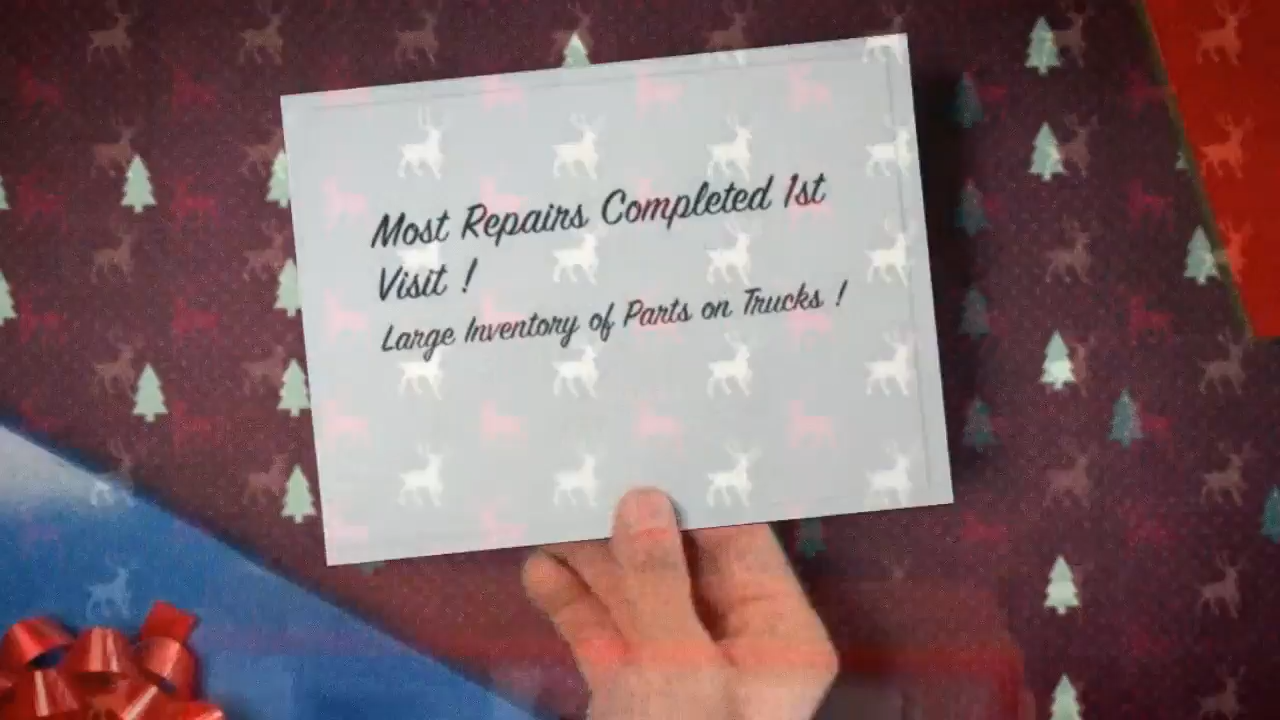 Most Repairs Completed 1st
Visit !
Large Inventory of Parts on Trucks !